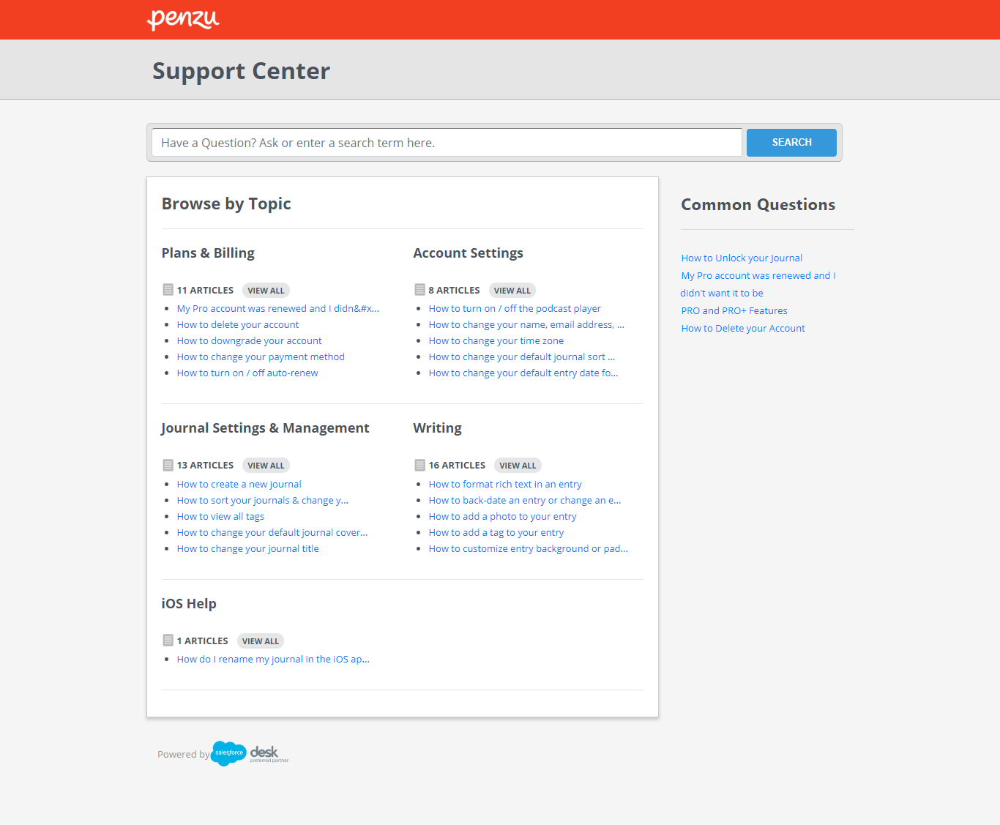 penzu
Support Center
Have a Question? Ask or enter a search term here.
SEARCH
Browse by Topic
Plans & Billing
11 ARTICLES VIEW ALL
My Pro account was renewed and I didn&#x...
How to delete your account
How to downgrade your account
How to change your payment method
How to turn on / off auto-renew
Account Settings
8 ARTICLES VIEW ALL
How to turn on / off the podcast player
How to change your name, email address, ...
How to change your time zone
How to change your default journal sort ...
How to change your default entry date fo...
Journal Settings & Management
13 ARTICLES VIEW ALL
How to create a new journal
How to sort your journals & change y...
How to view all tags
How to change your default journal cover...
How to change your journal title
Writing
16 ARTICLES VIEW ALL
How to format rich text in an entry
How to back-date an entry or change an e...
How to add a photo to your entry
How to add a tag to your entry
How to customize entry background or pad...
iOS Help
1 ARTICLES VIEW ALL
How do I rename my journal in the iOS ap...
Common Questions
How to Unlock your Journal
My Pro account was renewed and I
didn't want it to be
PRO and PRO+ Features
How to Delete your Account
Powered by salesforce desk
preferred partner